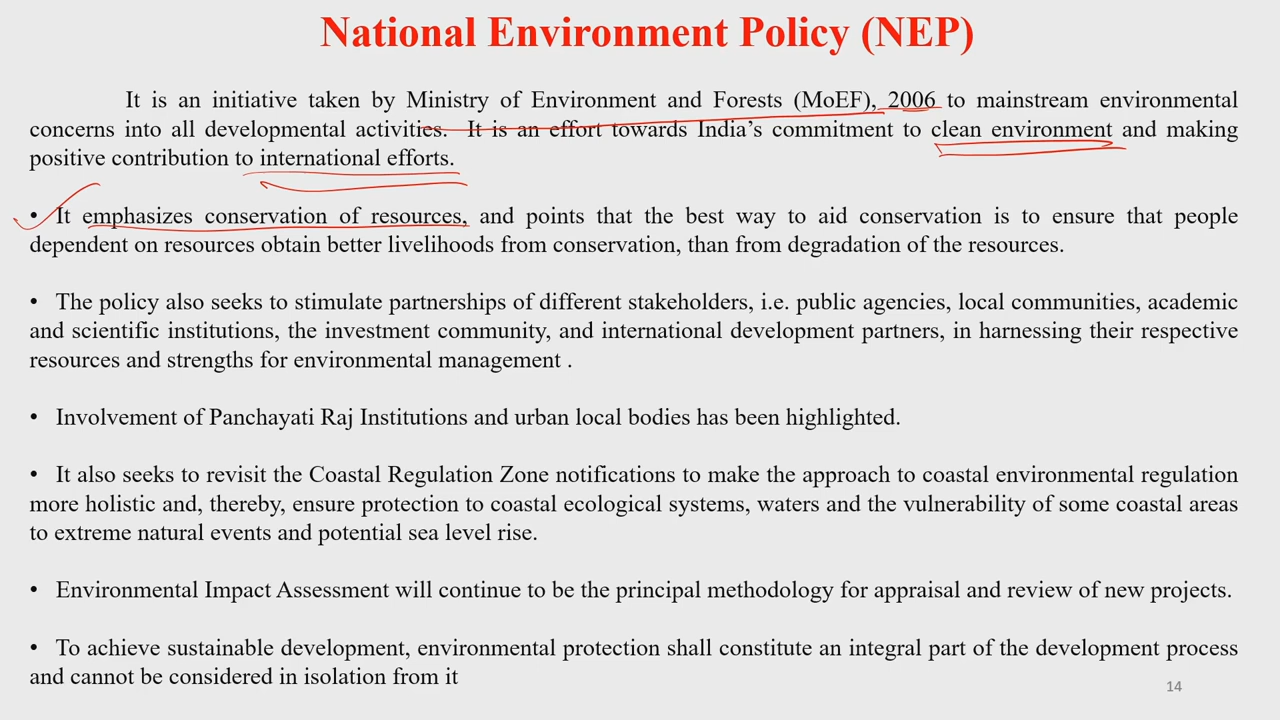 National Environment Policy (NEP)
It is an initiative taken by Ministry of Environment and Forests (MoEF), 2006 to mainstream environmental
concerns into all developmental activities. It is an effort towards India’s commitment to clean environment and making
positive contribution to international efforts.
• It emphasizes conservation of resources, and points that the best way to aid conservation is to ensure that people
dependent on resources obtain better livelihoods from conservation, than from degradation of the resources.
• The policy also seeks to stimulate partnerships of different stakeholders, i.e. public agencies, local communities, academic
and scientific institutions, the investment community, and international development partners, in harnessing their respective
resources and strengths for environmental management .
• Involvement of Panchayati Raj Institutions and urban local bodies has been highlighted.
• It also seeks to revisit the Coastal Regulation Zone notifications to make the approach to coastal environmental regulation
more holistic and, thereby, ensure protection to coastal ecological systems, waters and the vulnerability of some coastal areas
to extreme natural events and potential sea level rise.
• Environmental Impact Assessment will continue to be the principal methodology for appraisal and review of new projects.
• To achieve sustainable development, environmental protection shall constitute an integral part of the development process
and cannot be considered in isolation from it
14